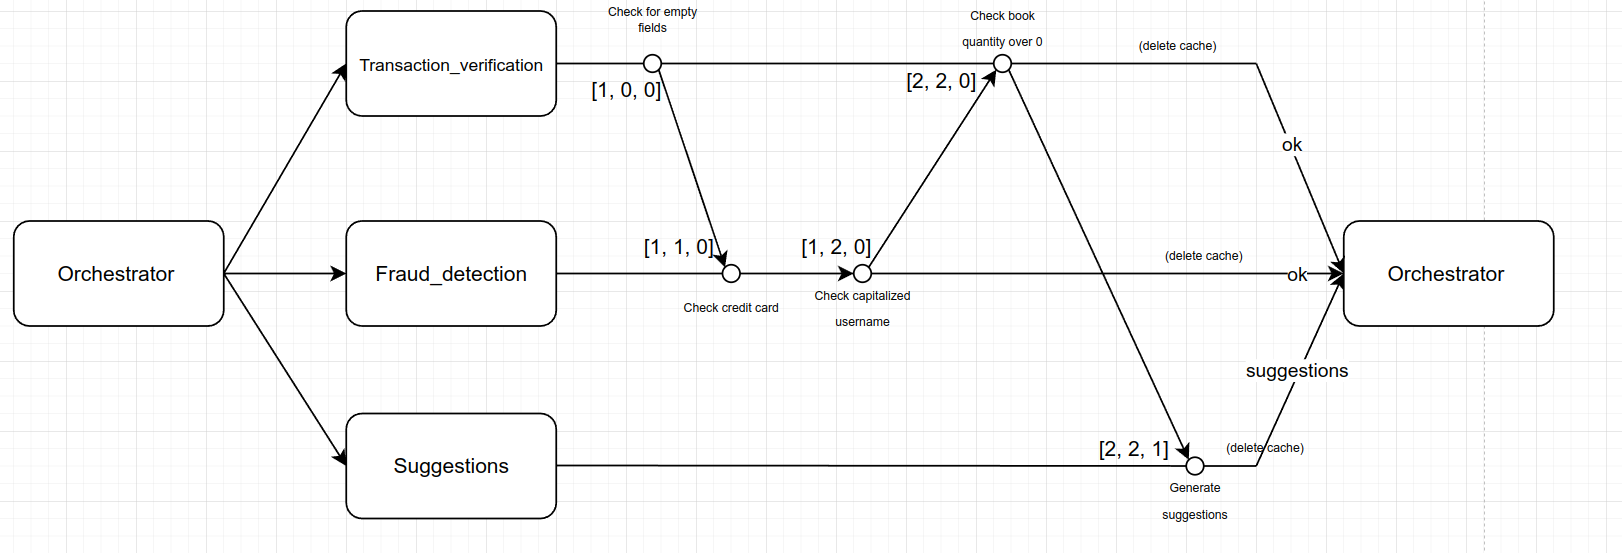 Check for empty
fields
Check book
quantity over 0
(delete cache)
Transaction_verification
[1, 0, 0]
[2, 2, 0]
ok
[1, 1, 0]
[1, 2, 0]
(delete cache)
Orchestrator
Fraud_detection
ok
Orchestrator
Check credit card
Check capitalized
username
suggestions
[2, 2, 1]
(delete cache)
Suggestions
Generate
suggestions